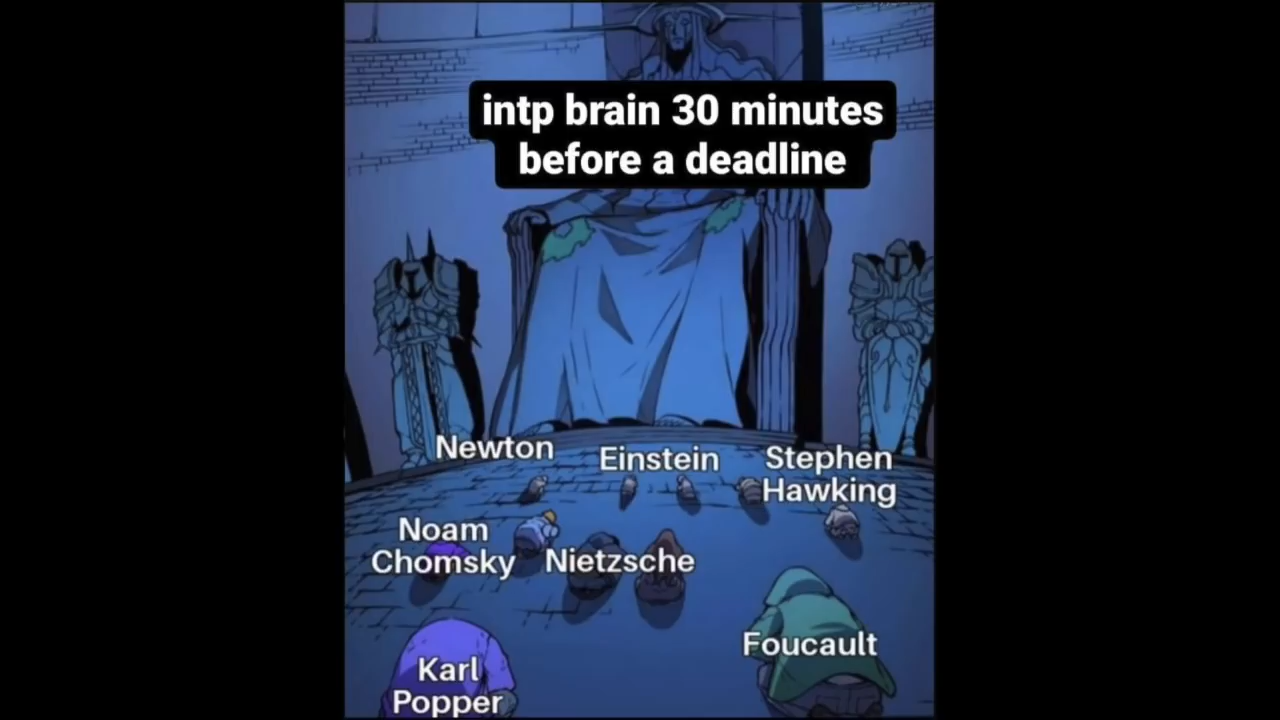 intp brain 30 minutes
before a deadline
Newton
Einstein
Stephen
Hawking
Noam
Chomsky
Nietzsche
Foucault
Karl
Popper